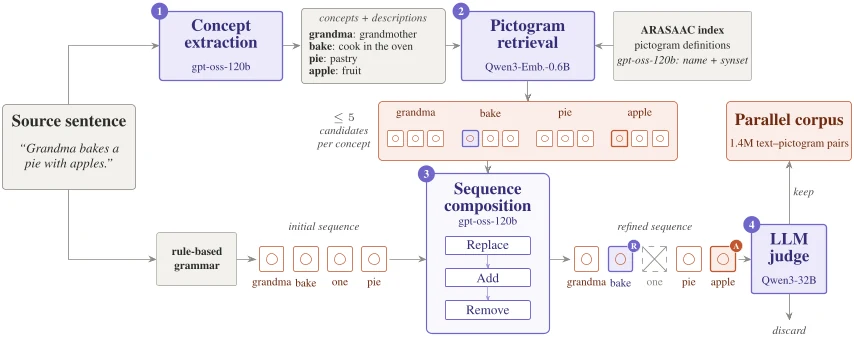 1
Concept
extraction
gpt-oss-120b
concepts + descriptions
grandma: grandmother
bake: cook in the oven
pie: pastry
apple: fruit
2
Pictogram
retrieval
Qwen3-Emb.-0.6B
ARASAAC index
pictogram definitions
gpt-oss-120b: name + synset
Source sentence
“Grandma bakes a
pie with apples.”
≤ 5
candidates
per concept
grandma
bake
pie
apple
Parallel corpus
1.4M text–pictogram pairs
keep
3
Sequence
composition
gpt-oss-120b
Replace
Add
Remove
rule-based
grammar
initial sequence
grandma
bake
one
pie
refined sequence
R
A
grandma
bake
one
pie
apple
4
LLM
judge
Qwen3-32B
discard